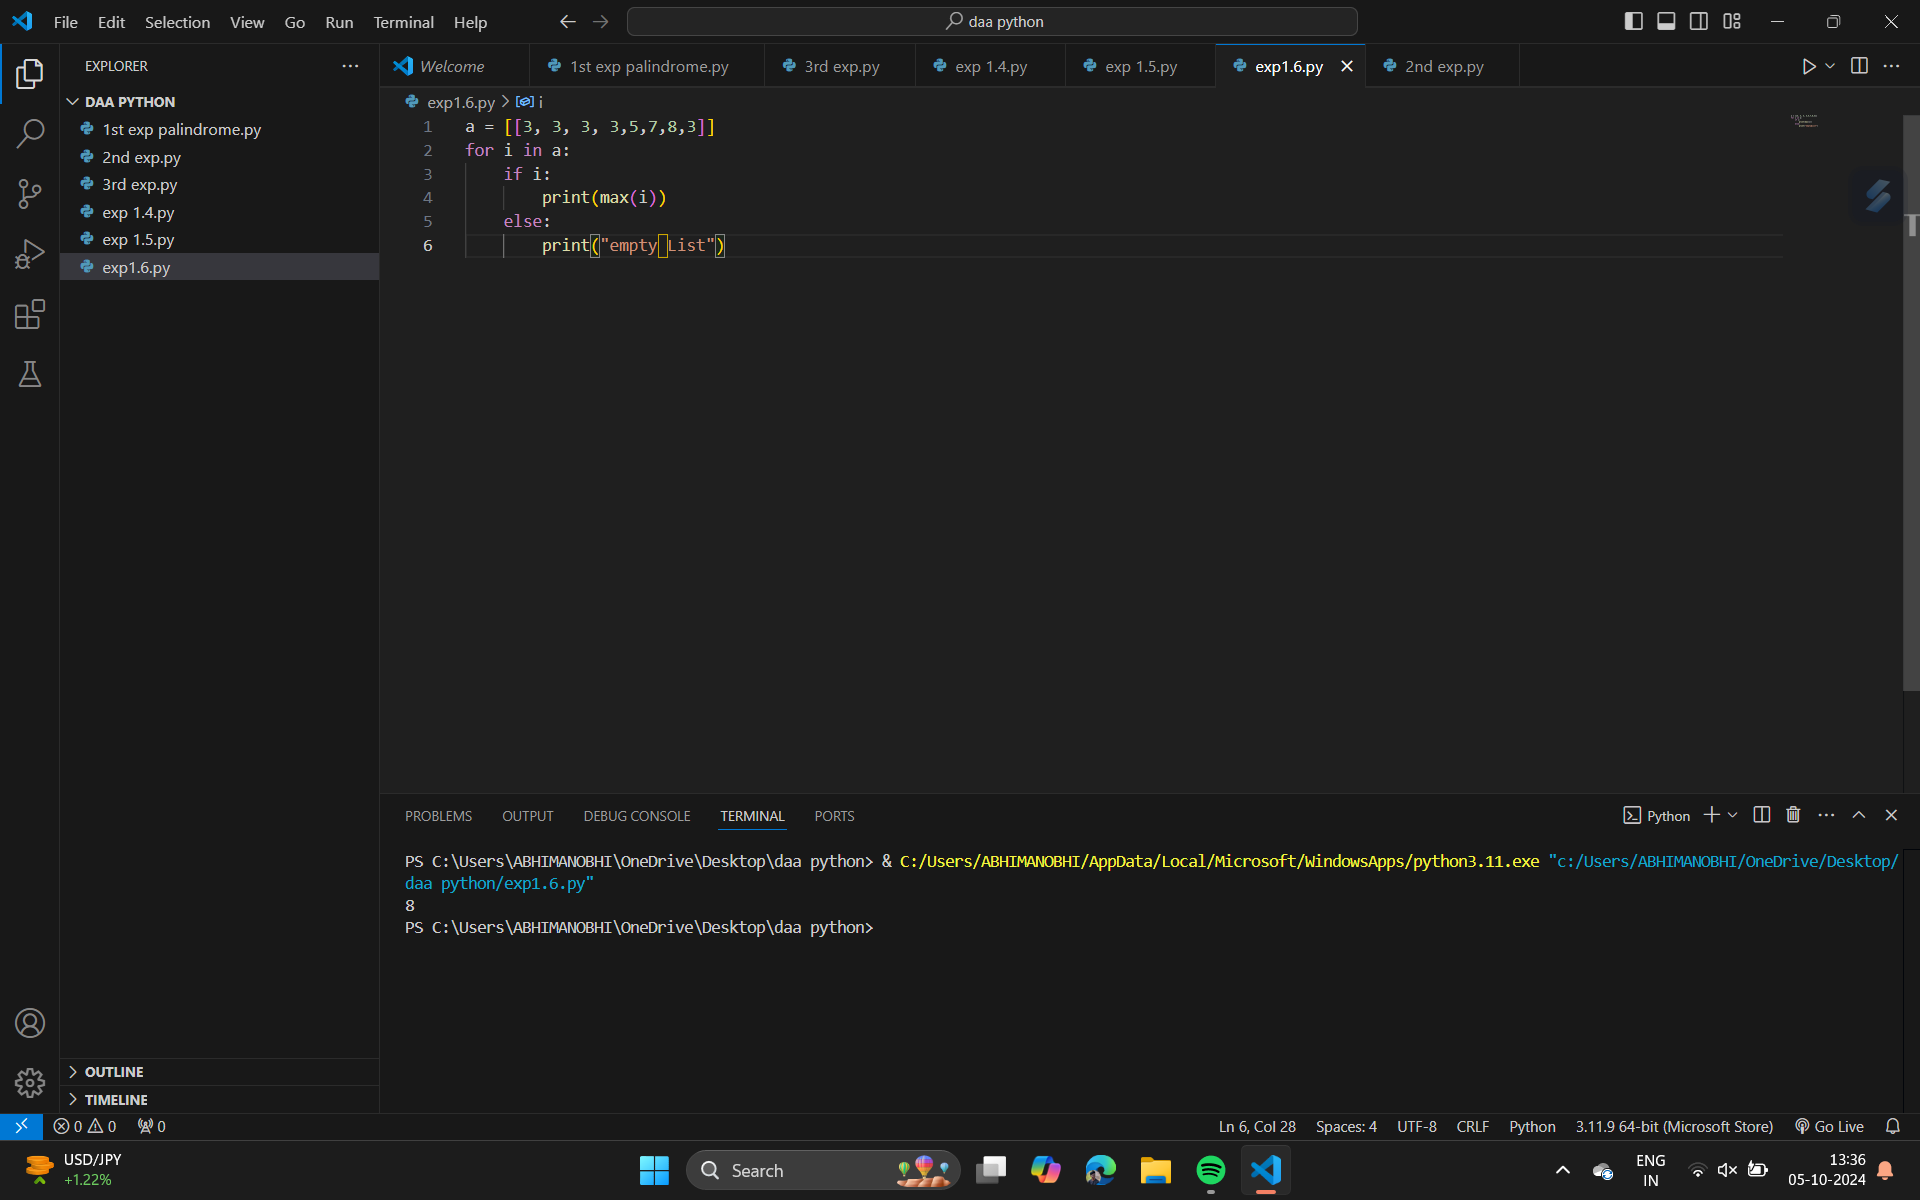 File Edit Selection View Go Run Terminal Help
daa python
EXPLORER
DAA PYTHON
1st exp palindrome.py
2nd exp.py
3rd exp.py
exp 1.4.py
exp 1.5.py
exp1.6.py
OUTLINE
TIMELINE
Welcome 1st exp palindrome.py 3rd exp.py exp 1.4.py exp 1.5.py exp1.6.py 2nd exp.py
exp1.6.py > i
1 a = [[3, 3, 3, 3,5,7,8,3]]
2 for i in a:
3     if i:
4         print(max(i))
5     else:
6         print("empty List")
PROBLEMS OUTPUT DEBUG CONSOLE TERMINAL PORTS
Python
PS C:\Users\ABHIMANOBHI\OneDrive\Desktop\daa python> & C:/Users/ABHIMANOBHI/AppData/Local/Microsoft/WindowsApps/python3.11.exe "c:/Users/ABHIMANOBHI/OneDrive/Desktop/
daa python/exp1.6.py"
8
PS C:\Users\ABHIMANOBHI\OneDrive\Desktop\daa python>
0 0 0
Ln 6, Col 28 Spaces: 4 UTF-8 CRLF Python 3.11.9 64-bit (Microsoft Store) Go Live
USD/JPY
+1.22%
Search
ENG
IN
13:36
05-10-2024